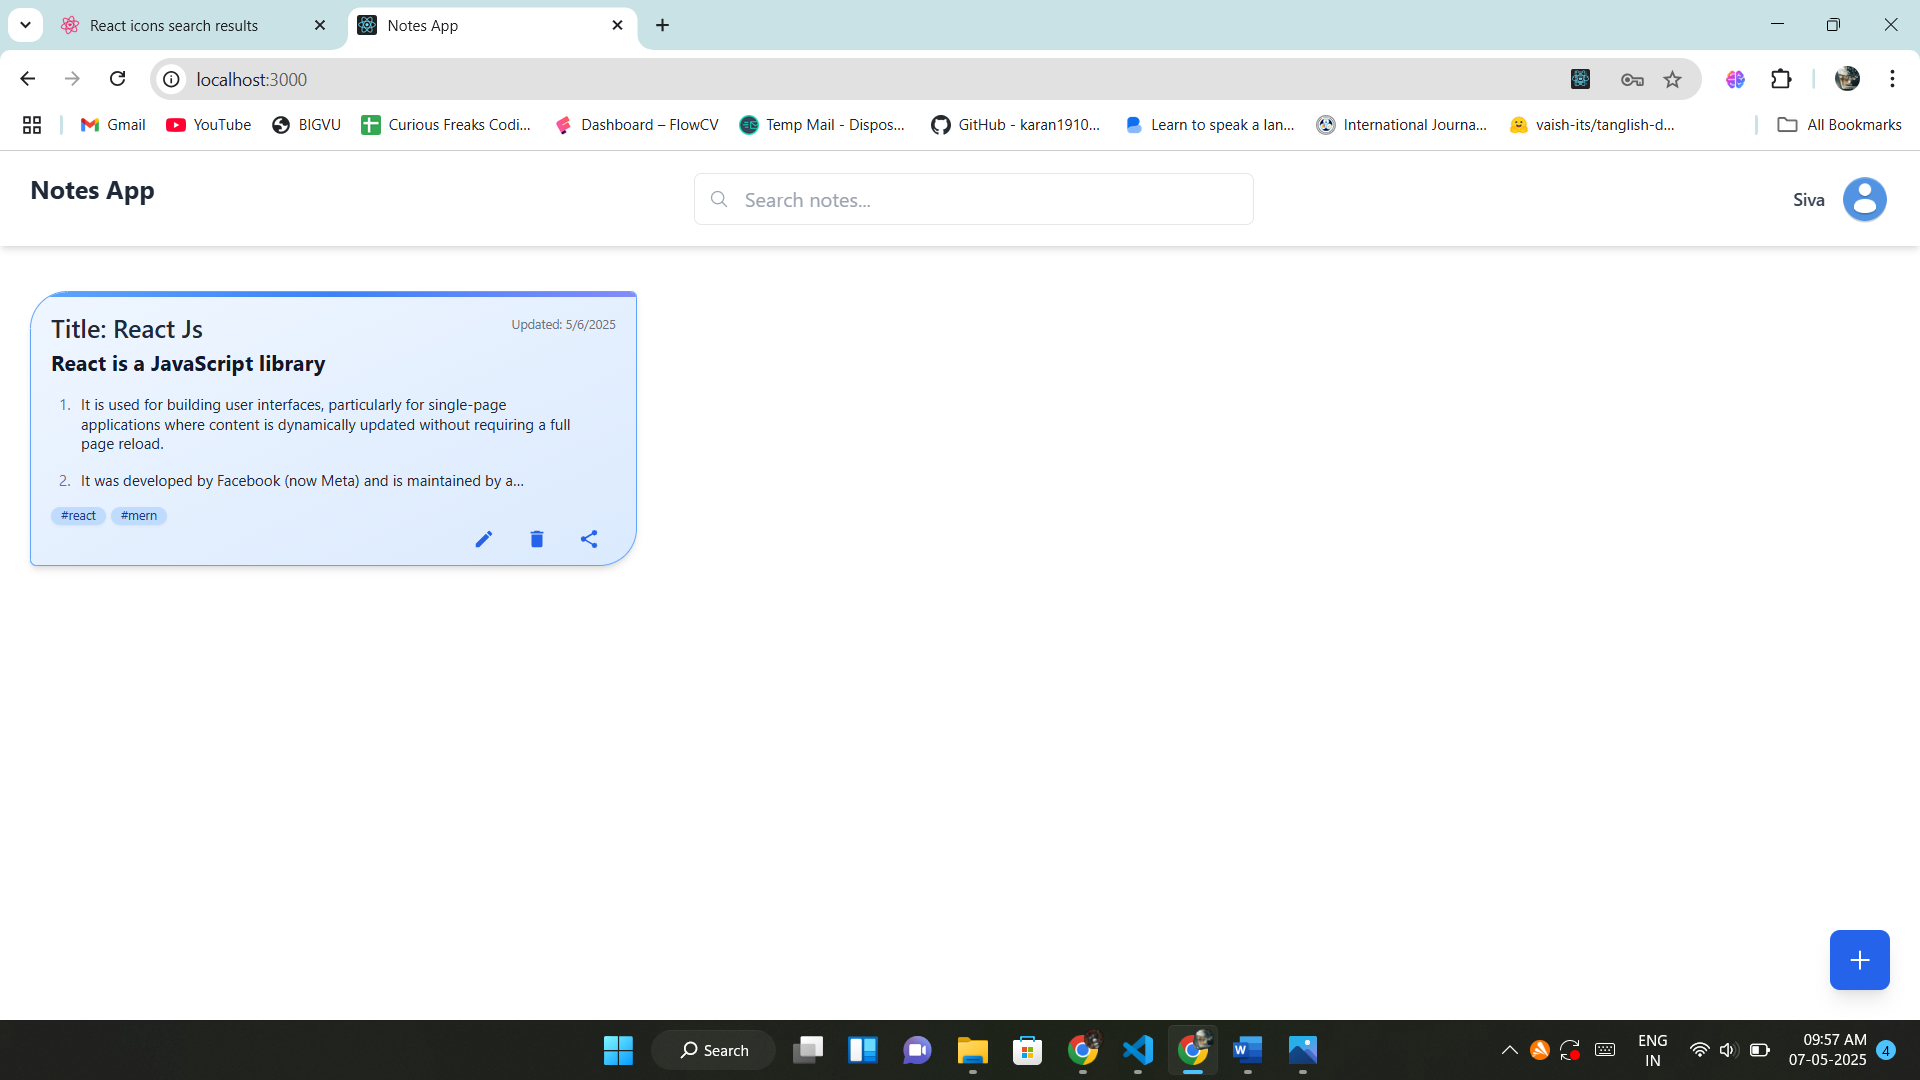 React icons search results
Notes App
localhost:3000
Gmail
YouTube
BIGVU
Curious Freaks Codi...
Dashboard – FlowCV
Temp Mail - Dispos...
GitHub - karan1910...
Learn to speak a lan...
International Journa...
vaish-its/tanglish-d...
All Bookmarks
Notes App
Search notes...
Siva
Title: React Js
Updated: 5/6/2025
React is a JavaScript library
1. It is used for building user interfaces, particularly for single-page
applications where content is dynamically updated without requiring a full
page reload.
2. It was developed by Facebook (now Meta) and is maintained by a...
#react
#mern
Search
ENG
IN
09:57 AM
07-05-2025
4